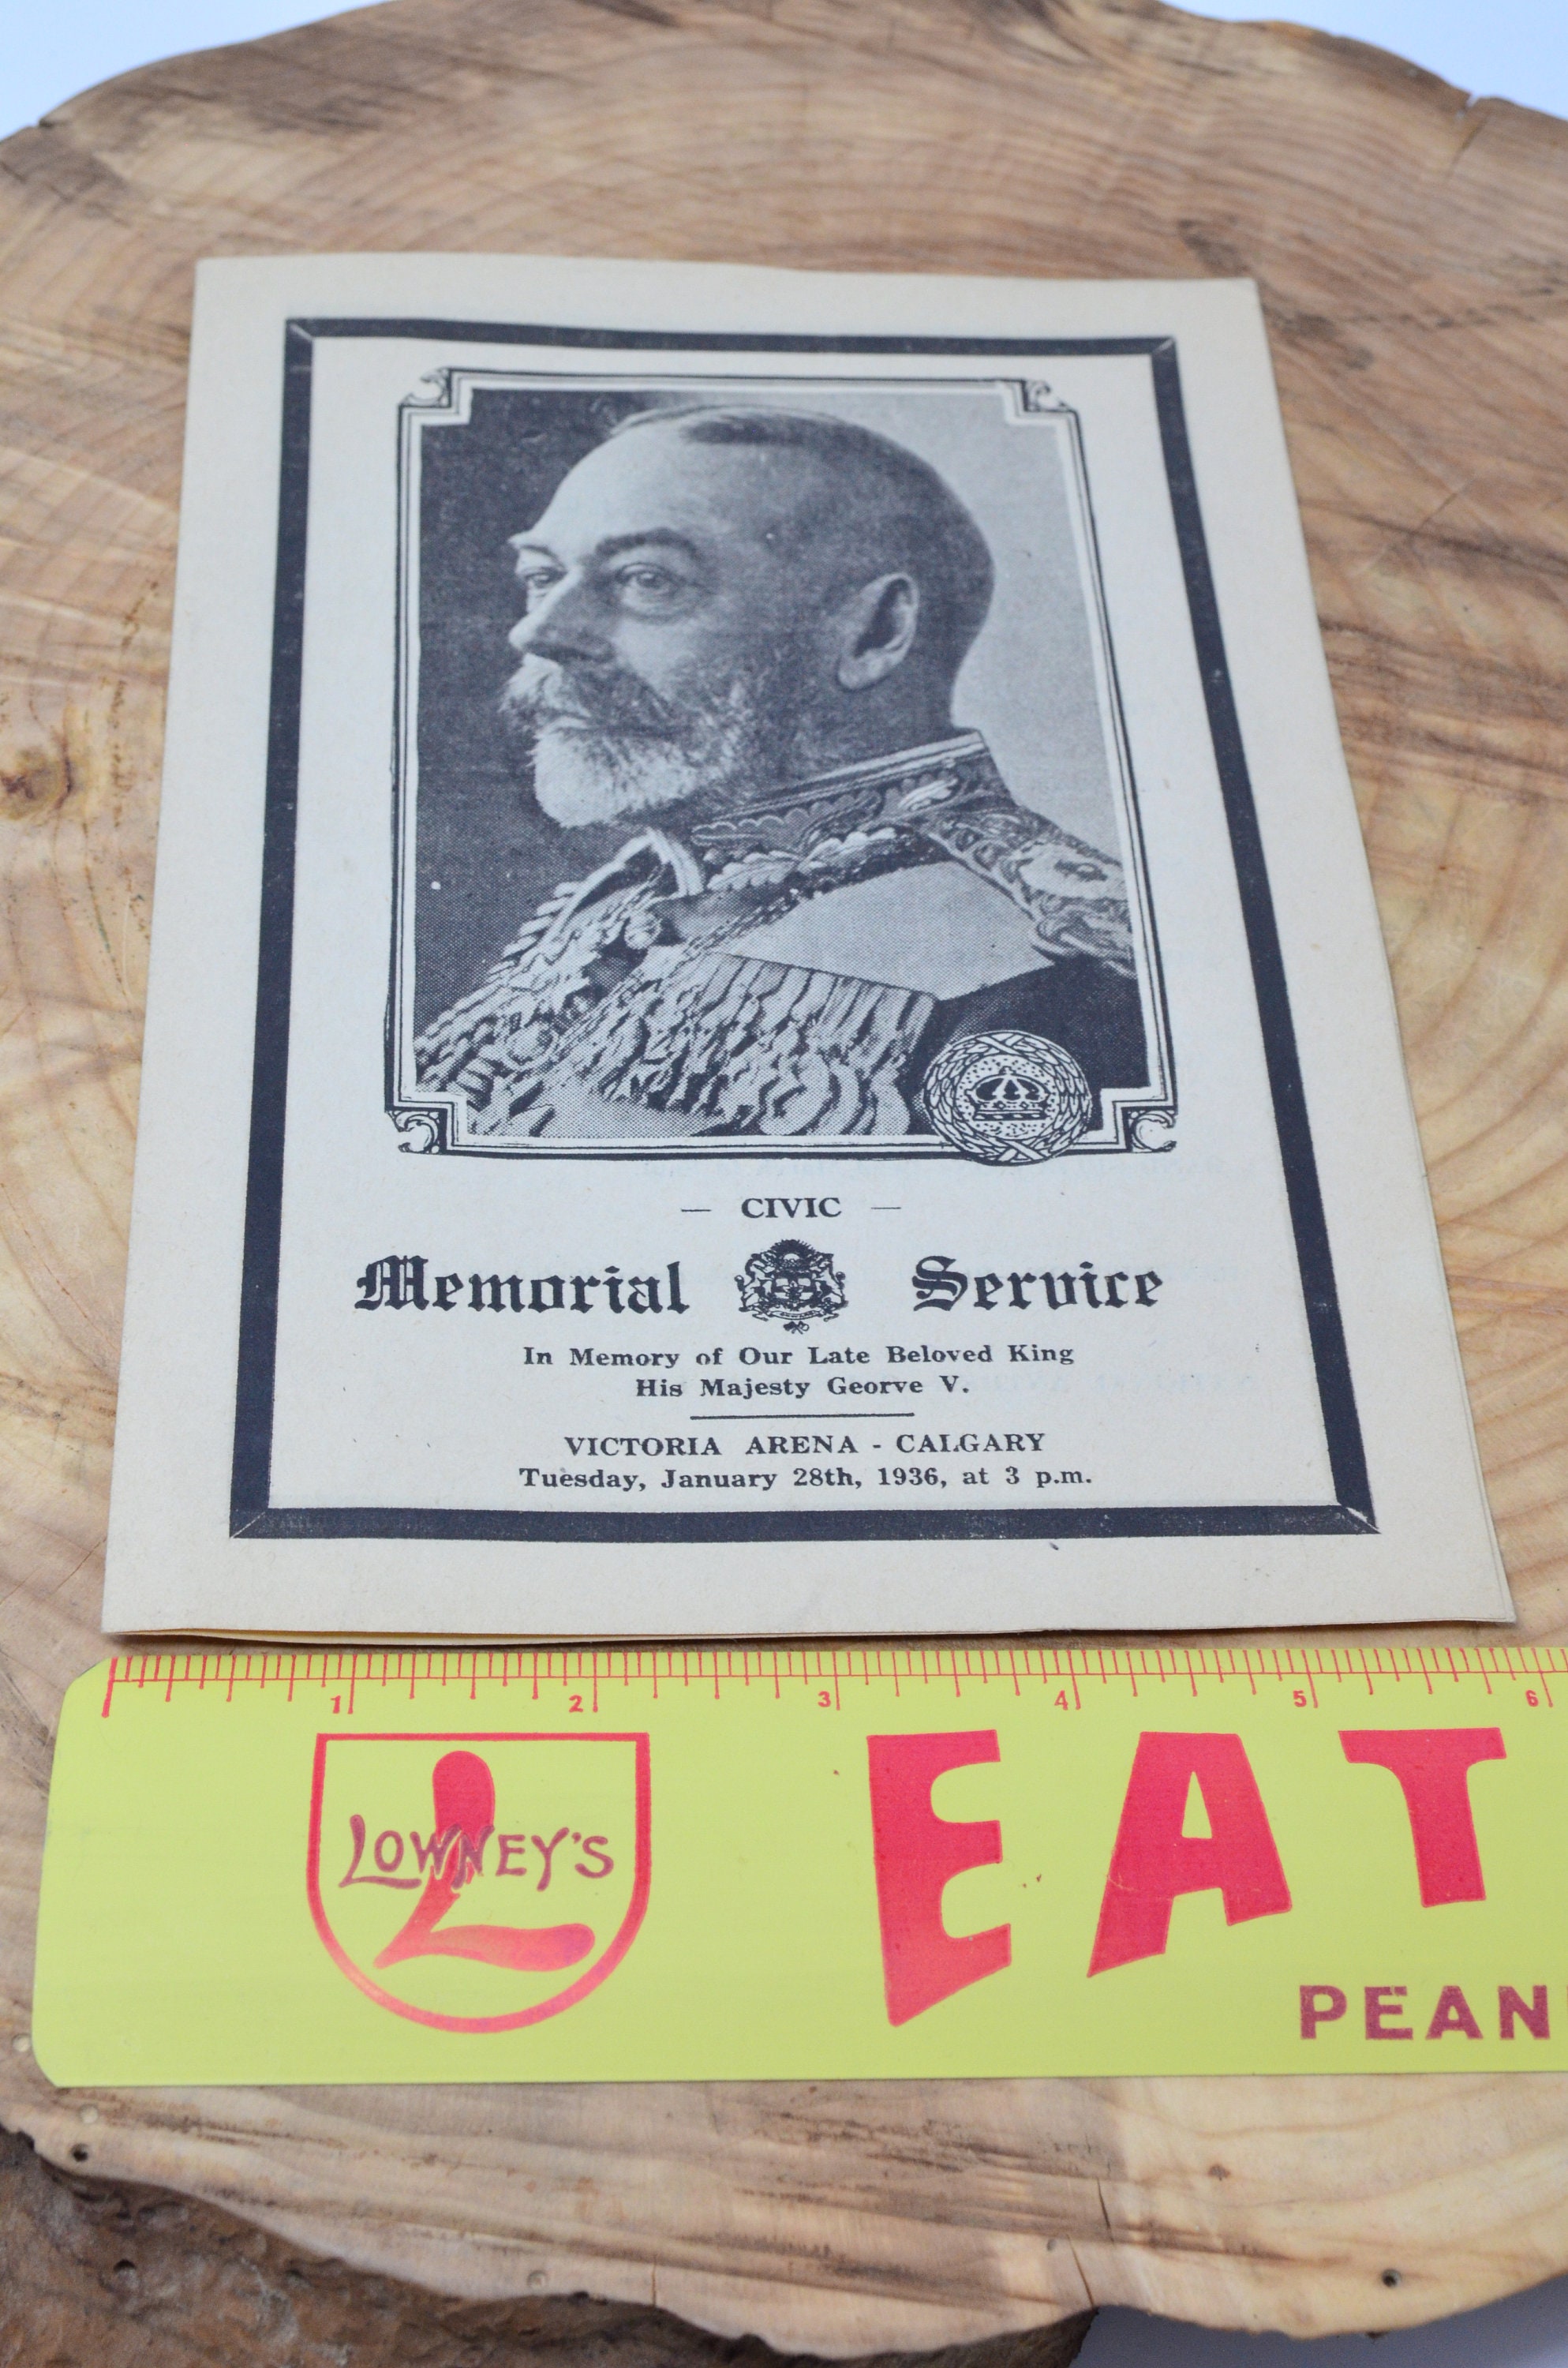 — CIVIC —
Memorial Service
In Memory of Our Late Beloved King
His Majesty Georve V.
VICTORIA ARENA - CALGARY
Tuesday, January 28th, 1936, at 3 p.m.
1 2 3 4 5 6
L
LOWNEY'S
EAT
PEAN